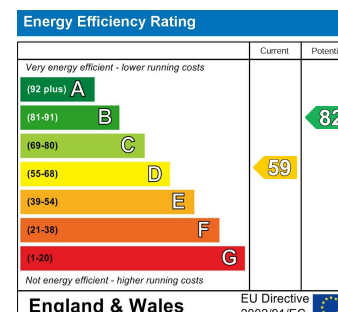 Energy Efficiency Rating
Current
Very energy efficient - lower running costs
(92 plus) A
(81-91) B
82
(69-80) C
(55-68) D
59
(39-54) E
(21-38) F
(1-20) G
Not energy efficient - higher running costs
England & Wales
EU Directive